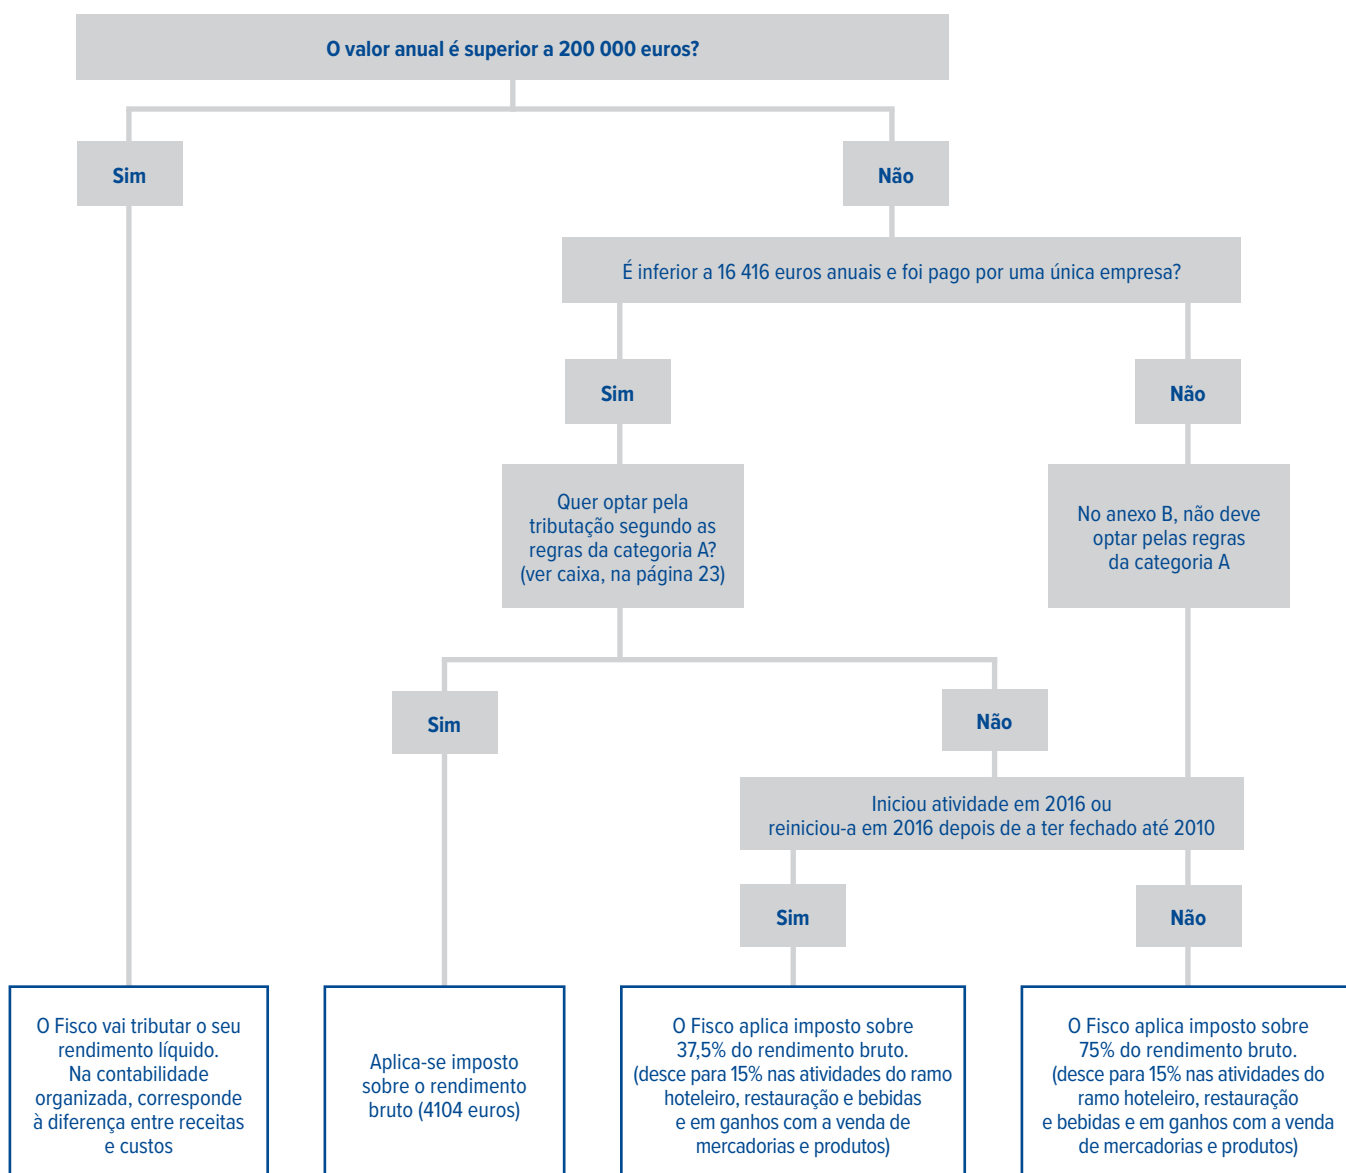 O valor anual é superior a 200 000 euros?
Sim
Não
É inferior a 16 416 euros anuais e foi pago por uma única empresa?
Sim
Não
Quer optar pela
tributação segundo as
regras da categoria A?
(ver caixa, na página 23)
No anexo B, não deve
optar pelas regras
da categoria A
Sim
Não
Iniciou atividade em 2016 ou
reiniciou-a em 2016 depois de a ter fechado até 2010
Sim
Não
O Fisco vai tributar o seu
rendimento líquido.
Na contabilidade
organizada, corresponde
à diferença entre receitas
e custos
Aplica-se imposto
sobre o rendimento
bruto (4104 euros)
O Fisco aplica imposto sobre
37,5% do rendimento bruto.
(desce para 15% nas atividades do ramo
hoteleiro, restauração e bebidas
e em ganhos com a venda de
mercadorias e produtos)
O Fisco aplica imposto sobre
75% do rendimento bruto.
(desce para 15% nas atividades do
ramo hoteleiro, restauração
e bebidas e em ganhos com a venda
de mercadorias e produtos)